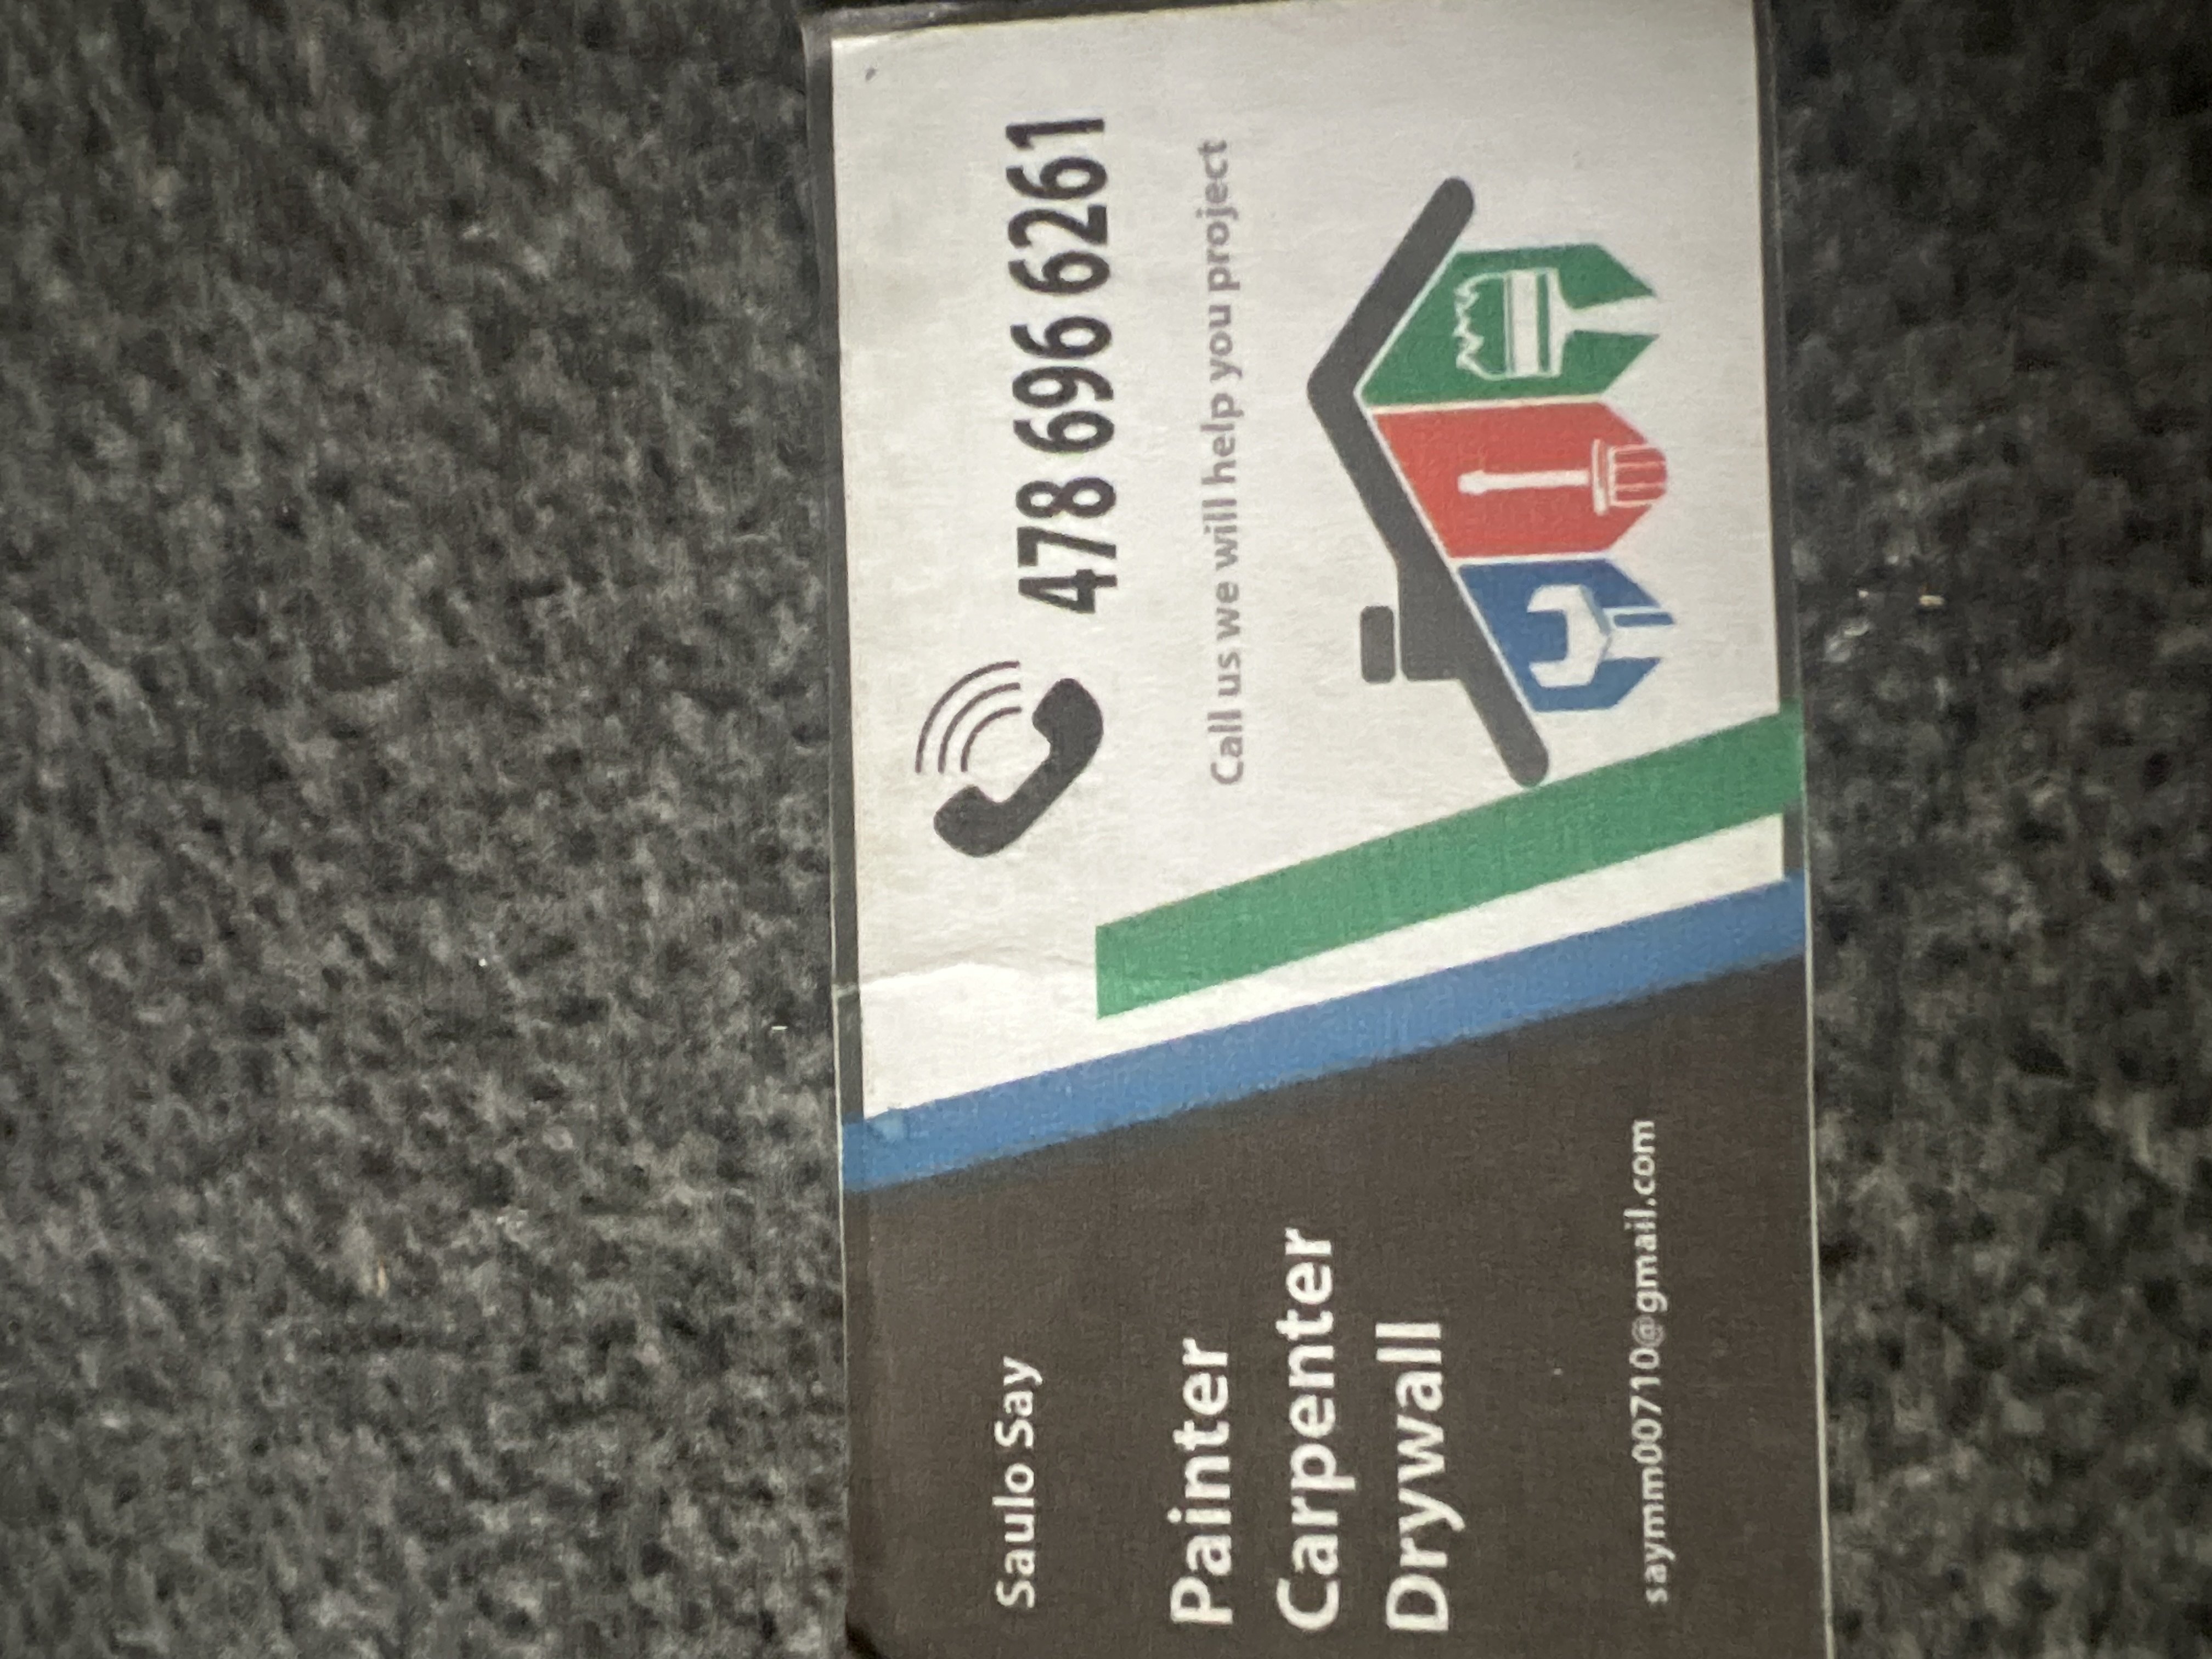 Saulo Say
Painter
Carpenter
Drywall
saymm00710@gmail.com
478 696 6261
Call us we will help you project